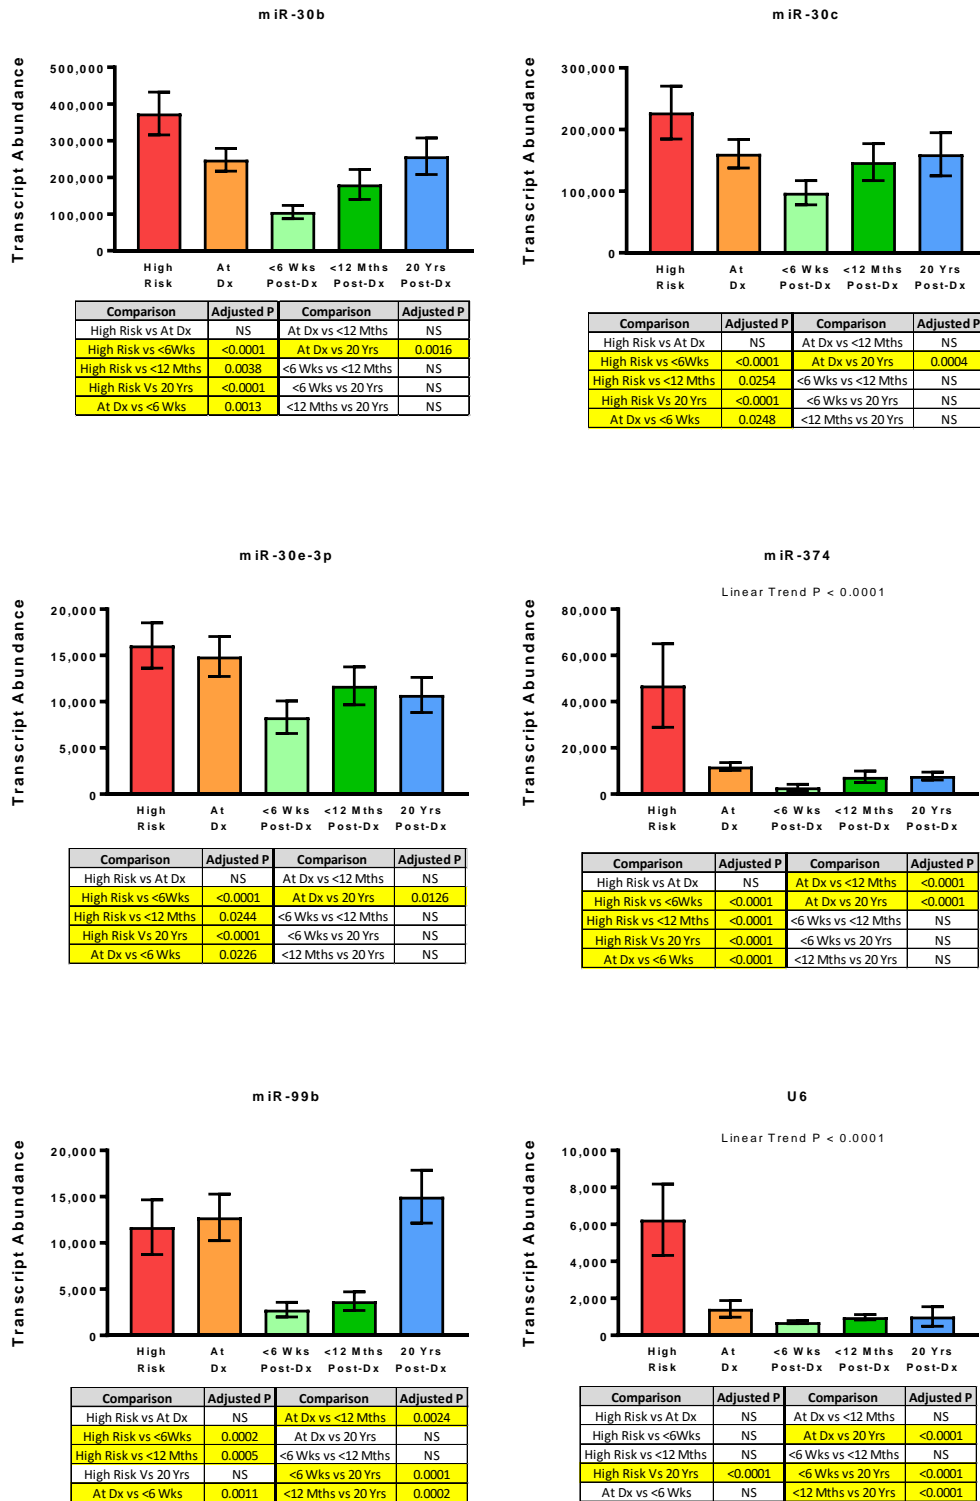 miR-30b
Transcript Abundance
500,000
400,000
300,000
200,000
100,000
0
High Risk
At Dx
<6 Wks Post-Dx
<12 Mths Post-Dx
20 Yrs Post-Dx
Comparison Adjusted P Comparison Adjusted P
High Risk vs At Dx NS At Dx vs <12 Mths NS
High Risk vs <6Wks <0.0001 At Dx vs 20 Yrs 0.0016
High Risk vs <12 Mths 0.0038 <6 Wks vs <12 Mths NS
High Risk Vs 20 Yrs <0.0001 <6 Wks vs 20 Yrs NS
At Dx vs <6 Wks 0.0013 <12 Mths vs 20 Yrs NS
miR-30c
Transcript Abundance
300,000
200,000
100,000
0
High Risk
At Dx
<6 Wks Post-Dx
<12 Mths Post-Dx
20 Yrs Post-Dx
Comparison Adjusted P Comparison Adjusted P
High Risk vs At Dx NS At Dx vs <12 Mths NS
High Risk vs <6Wks <0.0001 At Dx vs 20 Yrs 0.0004
High Risk vs <12 Mths 0.0254 <6 Wks vs <12 Mths NS
High Risk Vs 20 Yrs <0.0001 <6 Wks vs 20 Yrs NS
At Dx vs <6 Wks 0.0248 <12 Mths vs 20 Yrs NS
miR-30e-3p
Transcript Abundance
20,000
15,000
10,000
5,000
0
High Risk
At Dx
<6 Wks Post-Dx
<12 Mths Post-Dx
20 Yrs Post-Dx
Comparison Adjusted P Comparison Adjusted P
High Risk vs At Dx NS At Dx vs <12 Mths NS
High Risk vs <6Wks <0.0001 At Dx vs 20 Yrs 0.0126
High Risk vs <12 Mths 0.0244 <6 Wks vs <12 Mths NS
High Risk Vs 20 Yrs <0.0001 <6 Wks vs 20 Yrs NS
At Dx vs <6 Wks 0.0226 <12 Mths vs 20 Yrs NS
miR-374
Linear Trend P < 0.0001
Transcript Abundance
80,000
60,000
40,000
20,000
0
High Risk
At Dx
<6 Wks Post-Dx
<12 Mths Post-Dx
20 Yrs Post-Dx
Comparison Adjusted P Comparison Adjusted P
High Risk vs At Dx NS At Dx vs <12 Mths <0.0001
High Risk vs <6Wks <0.0001 At Dx vs 20 Yrs <0.0001
High Risk vs <12 Mths <0.0001 <6 Wks vs <12 Mths NS
High Risk Vs 20 Yrs <0.0001 <6 Wks vs 20 Yrs NS
At Dx vs <6 Wks <0.0001 <12 Mths vs 20 Yrs NS
miR-99b
Transcript Abundance
20,000
15,000
10,000
5,000
0
High Risk
At Dx
<6 Wks Post-Dx
<12 Mths Post-Dx
20 Yrs Post-Dx
Comparison Adjusted P Comparison Adjusted P
High Risk vs At Dx NS At Dx vs <12 Mths 0.0024
High Risk vs <6Wks 0.0002 At Dx vs 20 Yrs NS
High Risk vs <12 Mths 0.0005 <6 Wks vs <12 Mths NS
High Risk Vs 20 Yrs NS <6 Wks vs 20 Yrs 0.0001
At Dx vs <6 Wks 0.0011 <12 Mths vs 20 Yrs 0.0002
U6
Linear Trend P < 0.0001
Transcript Abundance
10,000
8,000
6,000
4,000
2,000
0
High Risk
At Dx
<6 Wks Post-Dx
<12 Mths Post-Dx
20 Yrs Post-Dx
Comparison Adjusted P Comparison Adjusted P
High Risk vs At Dx NS At Dx vs <12 Mths NS
High Risk vs <6Wks NS At Dx vs 20 Yrs <0.0001
High Risk vs <12 Mths NS <6 Wks vs <12 Mths NS
High Risk Vs 20 Yrs <0.0001 <6 Wks vs 20 Yrs <0.0001
At Dx vs <6 Wks NS <12 Mths vs 20 Yrs <0.0001